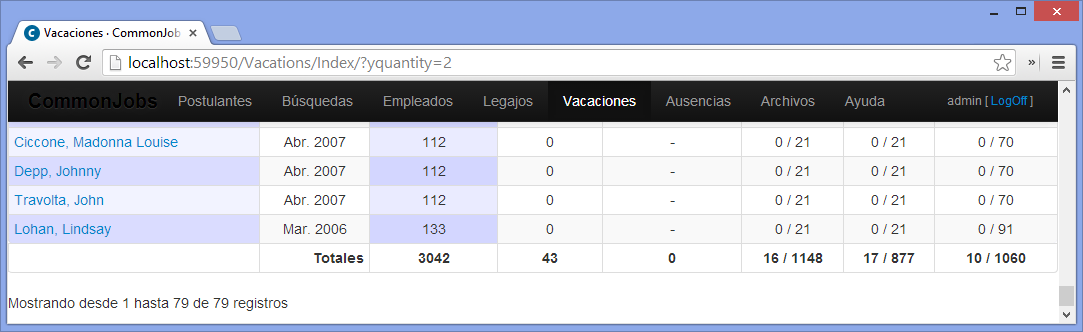 Vacaciones · CommonJob
localhost:59950/Vacations/Index/?yquantity=2
CommonJobs Postulantes Búsquedas Empleados Legajos Vacaciones Ausencias Archivos Ayuda admin [ LogOff ]
Ciccone, Madonna Louise Abr. 2007 112 0 - 0 / 21 0 / 21 0 / 70
Depp, Johnny Abr. 2007 112 0 - 0 / 21 0 / 21 0 / 70
Travolta, John Abr. 2007 112 0 - 0 / 21 0 / 21 0 / 70
Lohan, Lindsay Mar. 2006 133 0 - 0 / 21 0 / 21 0 / 91
Totales 3042 43 0 16 / 1148 17 / 877 10 / 1060
Mostrando desde 1 hasta 79 de 79 registros